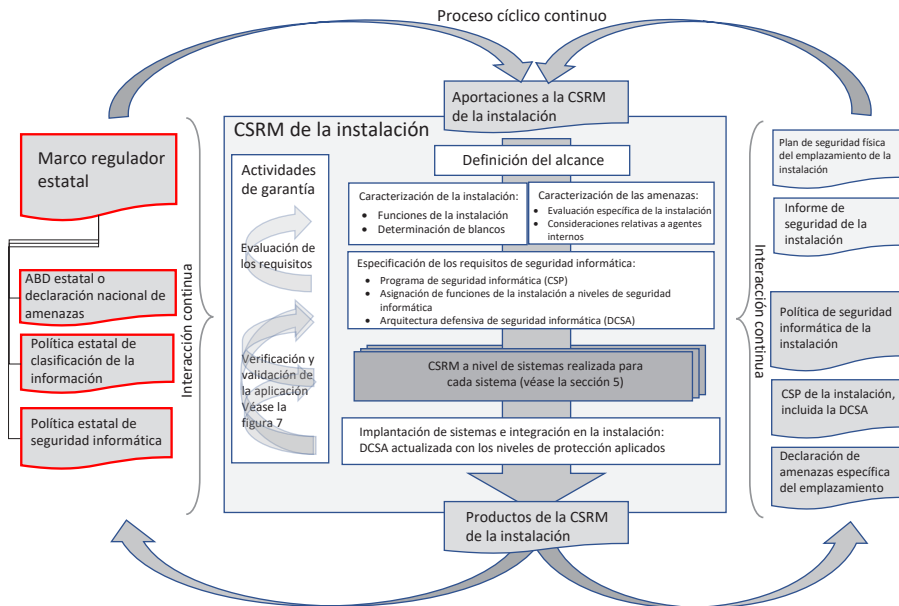 Proceso cíclico continuo
Aportaciones a la CSRM
de la instalación
Marco regulador
estatal
ABD estatal o
declaración nacional de
amenazas
Política estatal de
clasificación de la
información
Política estatal de
seguridad informática
Interacción continua
CSRM de la instalación
Actividades
de garantía
Evaluación de
los requisitos
Verificación y
validación de
la aplicación
Véase la
figura 7
Definición del alcance
Caracterización de la instalación:
• Funciones de la instalación
• Determinación de blancos
Caracterización de las amenazas:
• Evaluación específica de la instalación
• Consideraciones relativas a agentes
internos
Especificación de los requisitos de seguridad informática:
• Programa de seguridad informática (CSP)
• Asignación de funciones de la instalación a niveles de seguridad
informática
• Arquitectura defensiva de seguridad informática (DCSA)
CSRM a nivel de sistemas realizada para
cada sistema (véase la sección 5)
Implantación de sistemas e integración en la instalación:
DCSA actualizada con los niveles de protección aplicados
Productos de la CSRM
de la instalación
Interacción continua
Plan de seguridad física
del emplazamiento de la
instalación
Informe de
seguridad de la
instalación
Política de seguridad
informática de la
instalación
CSP de la instalación,
incluida la DCSA
Declaración de
amenazas específica
del emplazamiento